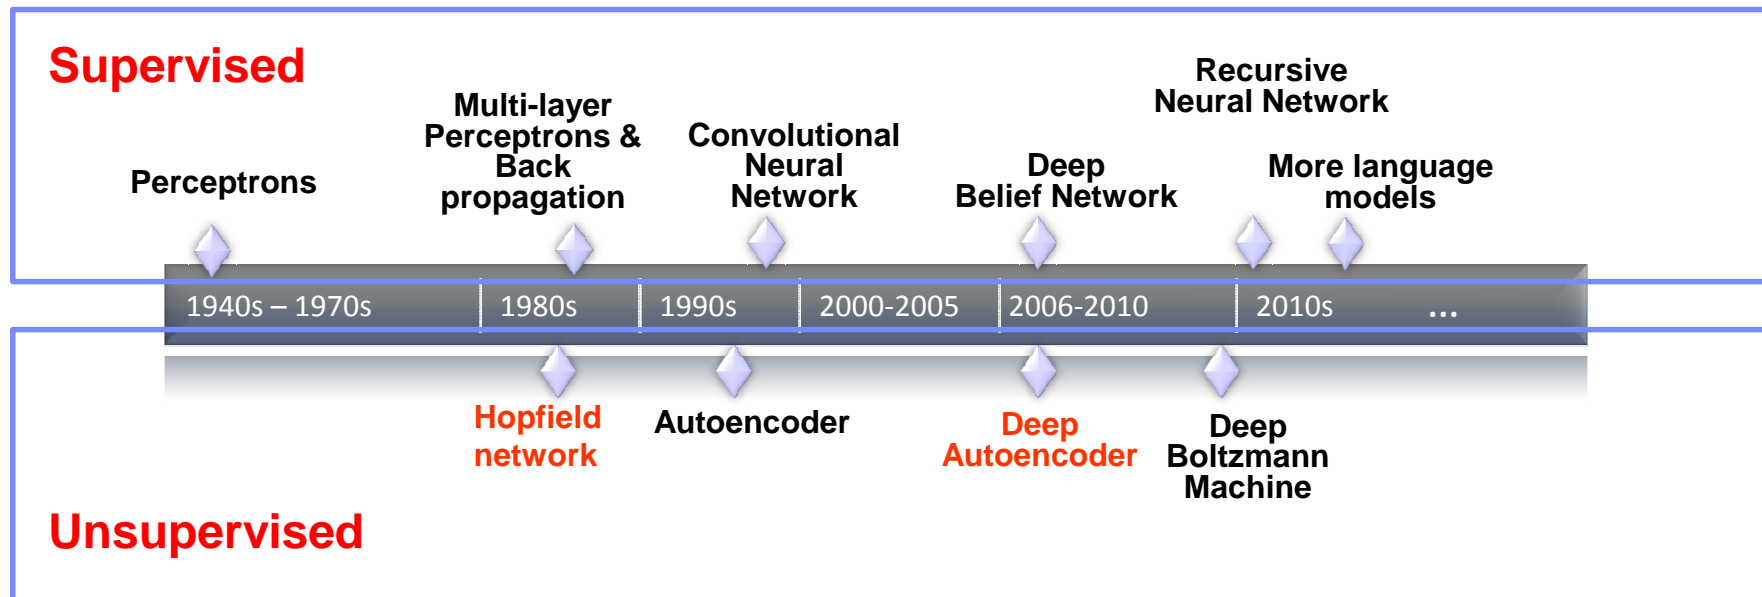 Supervised
Perceptrons
Multi-layer
Perceptrons &
Back
propagation
Convolutional
Neural
Network
Deep
Belief Network
Recursive
Neural Network
More language
models
1940s – 1970s
1980s
1990s
2000-2005
2006-2010
2010s
...
Hopfield
network
Autoencoder
Deep
Autoencoder
Deep
Boltzmann
Machine
Unsupervised